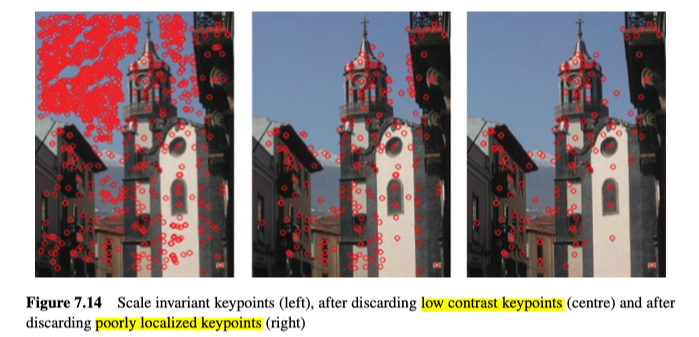 Figure 7.14 Scale invariant keypoints (left), after discarding low contrast keypoints (centre) and after
discarding poorly localized keypoints (right)